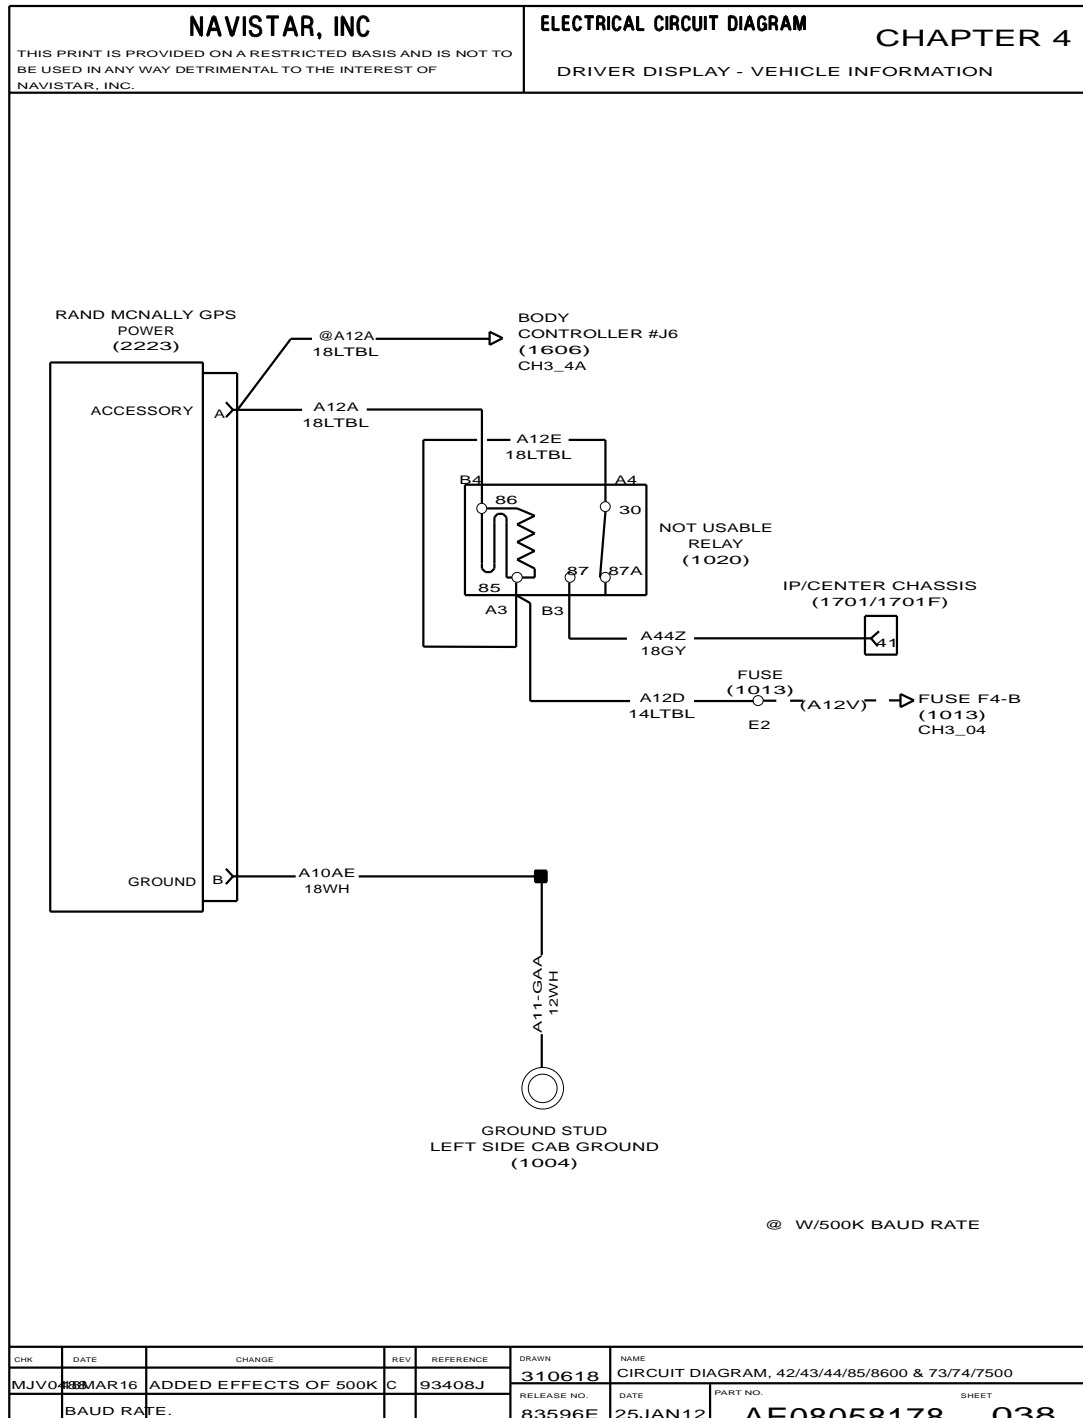 NAVISTAR, INC
THIS PRINT IS PROVIDED ON A RESTRICTED BASIS AND IS NOT TO
BE USED IN ANY WAY DETRIMENTAL TO THE INTEREST OF
NAVISTAR, INC.
ELECTRICAL CIRCUIT DIAGRAM
CHAPTER 4
DRIVER DISPLAY - VEHICLE INFORMATION
RAND MCNALLY GPS
POWER
(2223)
ACCESSORY
A
@A12A
18LTBL
BODY
CONTROLLER #J6
(1606)
CH3_4A
A12A
18LTBL
A12E
18LTBL
B4
A4
86
30
NOT USABLE
RELAY
(1020)
85
87
87A
A3
B3
IP/CENTER CHASSIS
(1701/1701F)
41
A44Z
18GY
FUSE
(1013)
A12D
14LTBL
E2
(A12V)
FUSE F4-B
(1013)
CH3_04
GROUND
B
A10AE
18WH
A11-GAA
12WH
GROUND STUD
LEFT SIDE CAB GROUND
(1004)
@ W/500K BAUD RATE
CHK DATE CHANGE REV REFERENCE
18MAR16 ADDED EFFECTS OF 500K C 93408J
BAUD RATE.
DRAWN
310618
NAME
CIRCUIT DIAGRAM, 42/43/44/85/8600 & 73/74/7500
RELEASE NO.
83596E
DATE
25JAN12
PART NO.
AE08058178
SHEET
038